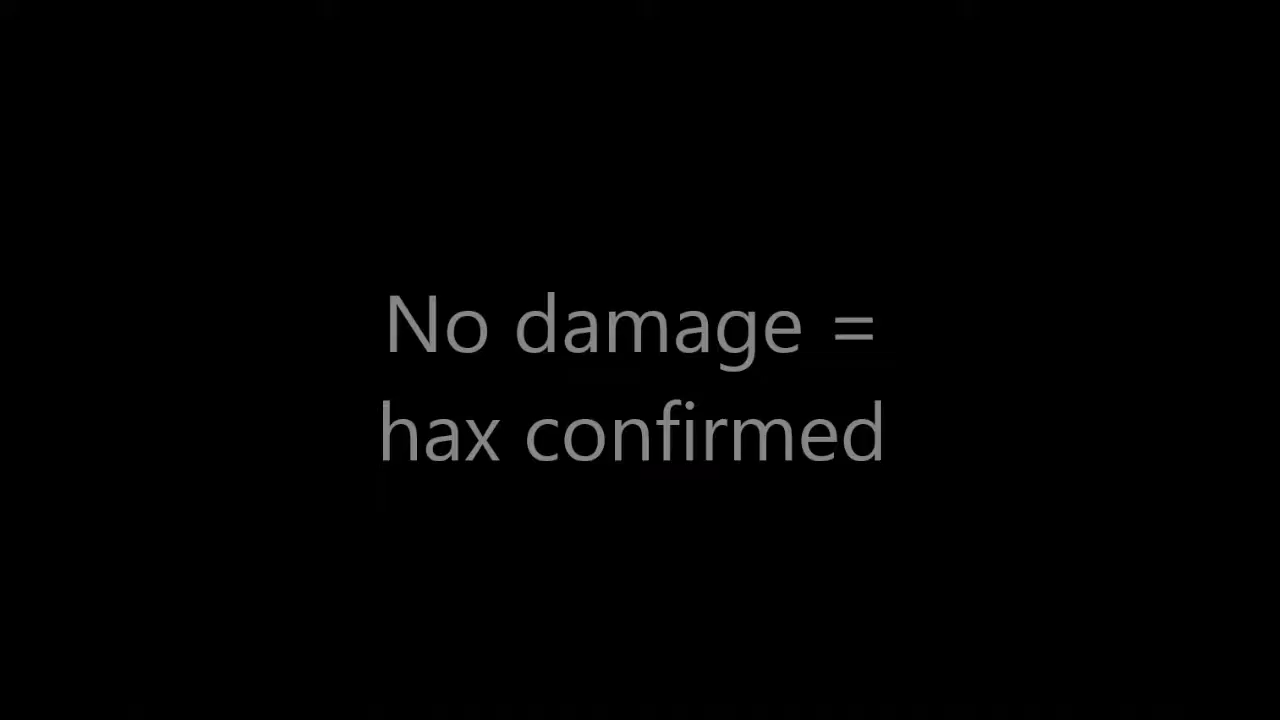 No damage =
hax confirmed